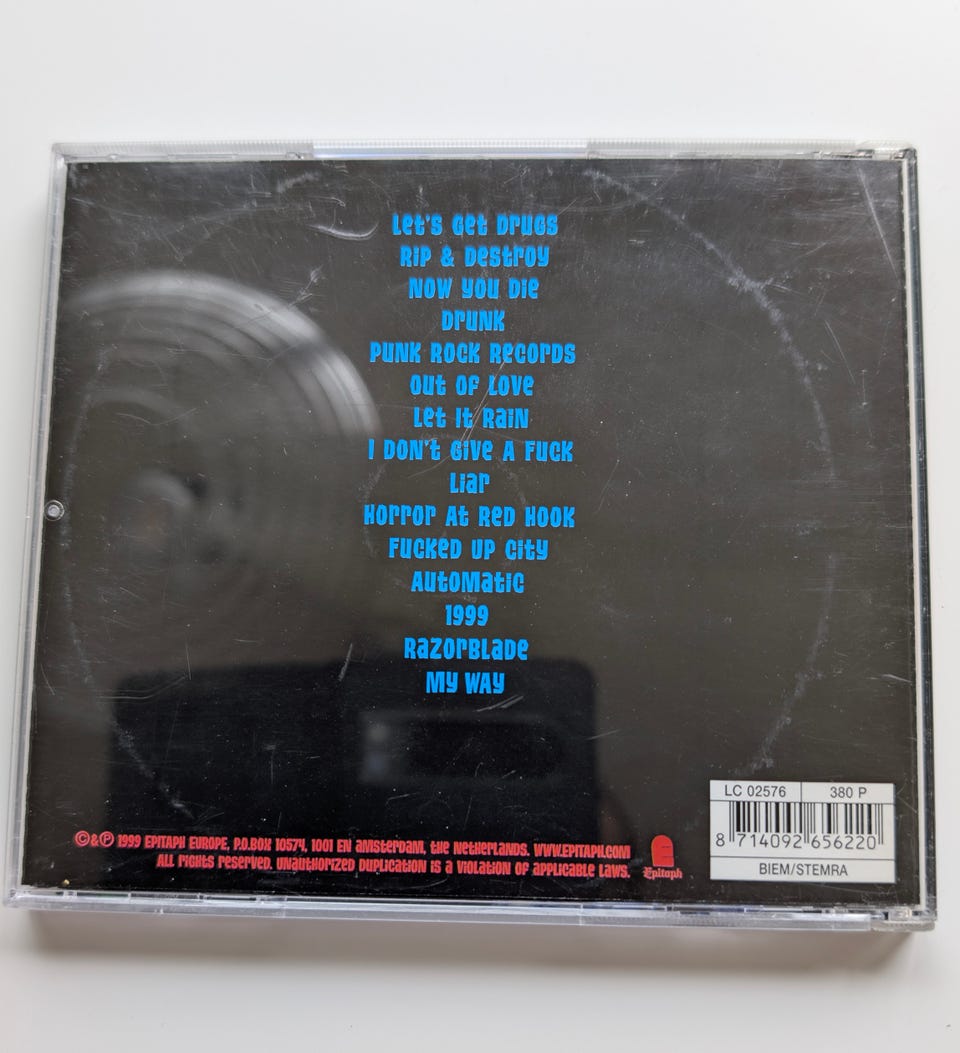 Let's Get Drugs
Rip & Destroy
Now You Die
Drunk
Punk Rock Records
Out Of Love
Let It Rain
I Don't Give A Fuck
Liar
Horror At Red Hook
Fucked Up City
Automatic
1999
Razorblade
My Way
©&℗ 1999 Epitaph Europe, P.O.Box 10574, 1001 EN Amsterdam, The Netherlands. www.epitaph.com
All rights reserved. Unauthorized duplication is a violation of applicable laws.
Epitaph
LC 02576 380 P
8 714092 656220
BIEM/STEMRA